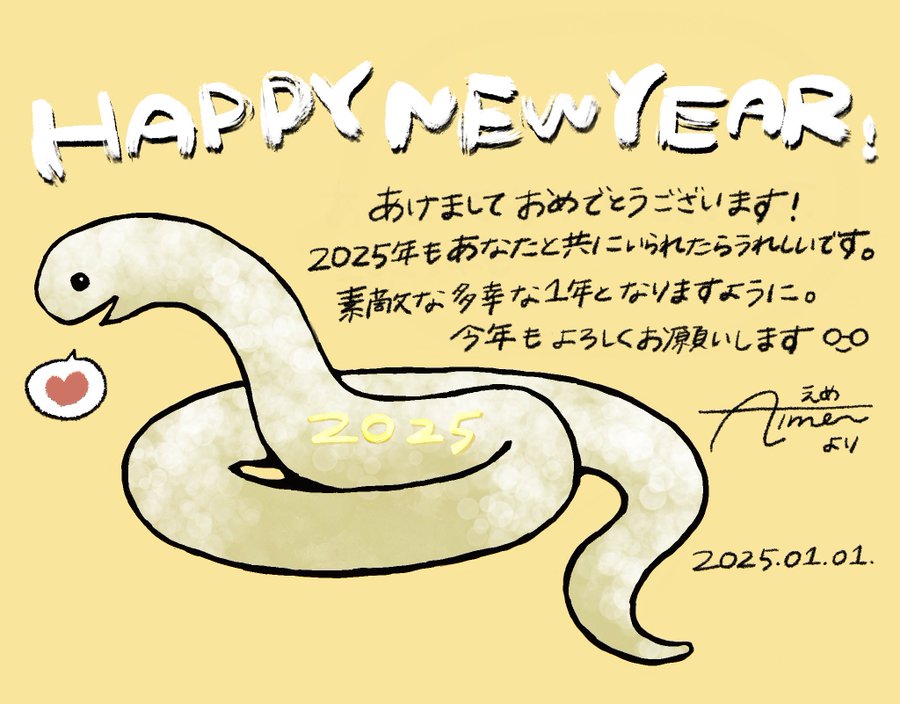 HAPPY NEW YEAR!
あけましておめでとうございます!
2025年もあなたと共にいられたらうれしいです。
素敵な多幸な1年となりますように。
今年もよろしくお願いします
2025
えめ
Aimer
より
2025.01.01.